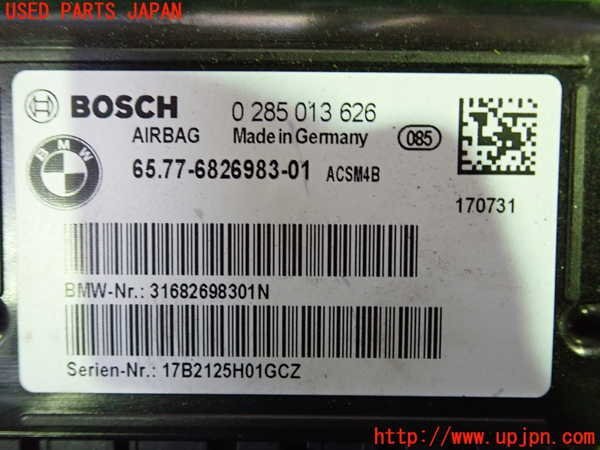 USED PARTS JAPAN
BOSCH 0 285 013 626
AIRBAG Made in Germany 085
BMW
65.77-6826983-01 ACSM4B
170731
BMW-Nr.: 31682698301N
Serien-Nr.: 17B2125H01GCZ
http://www.upjpn.com